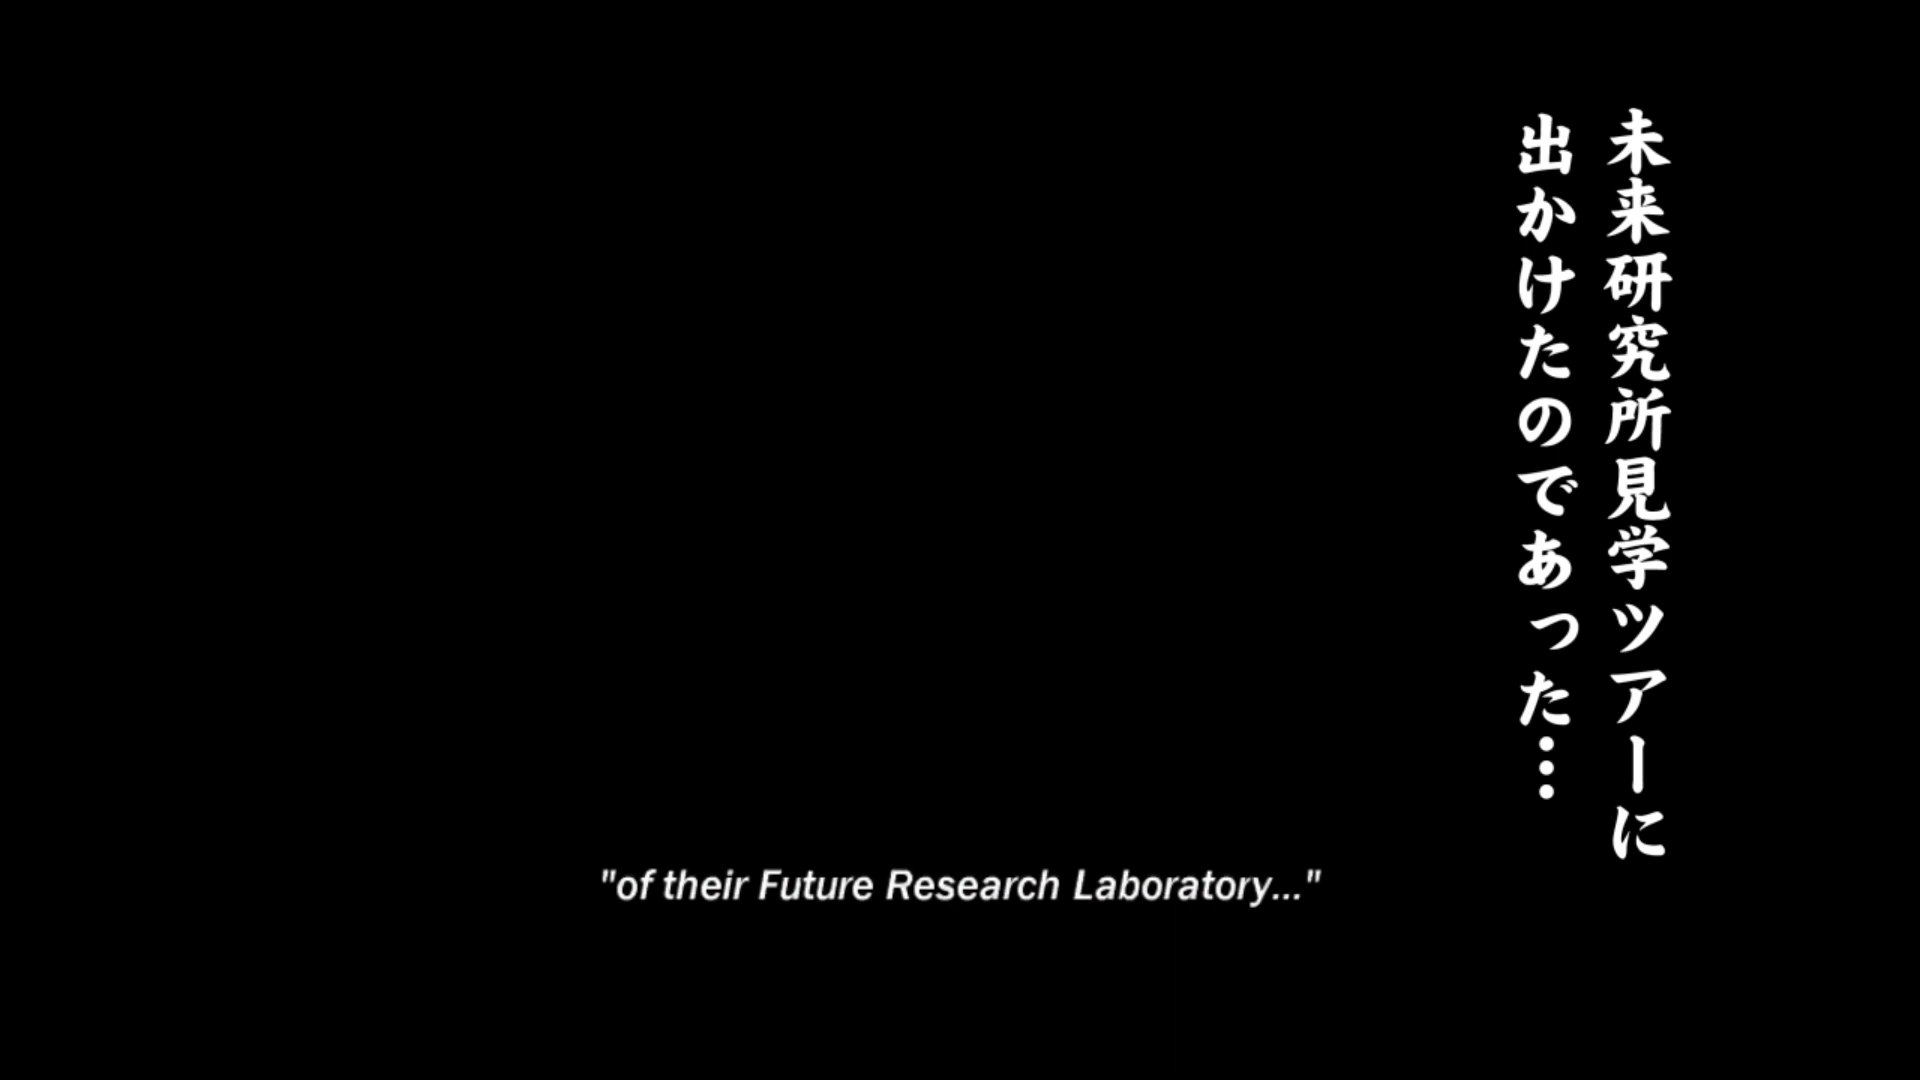 未来研究所見学ツアーに
出かけたのであった…
"of their Future Research Laboratory..."